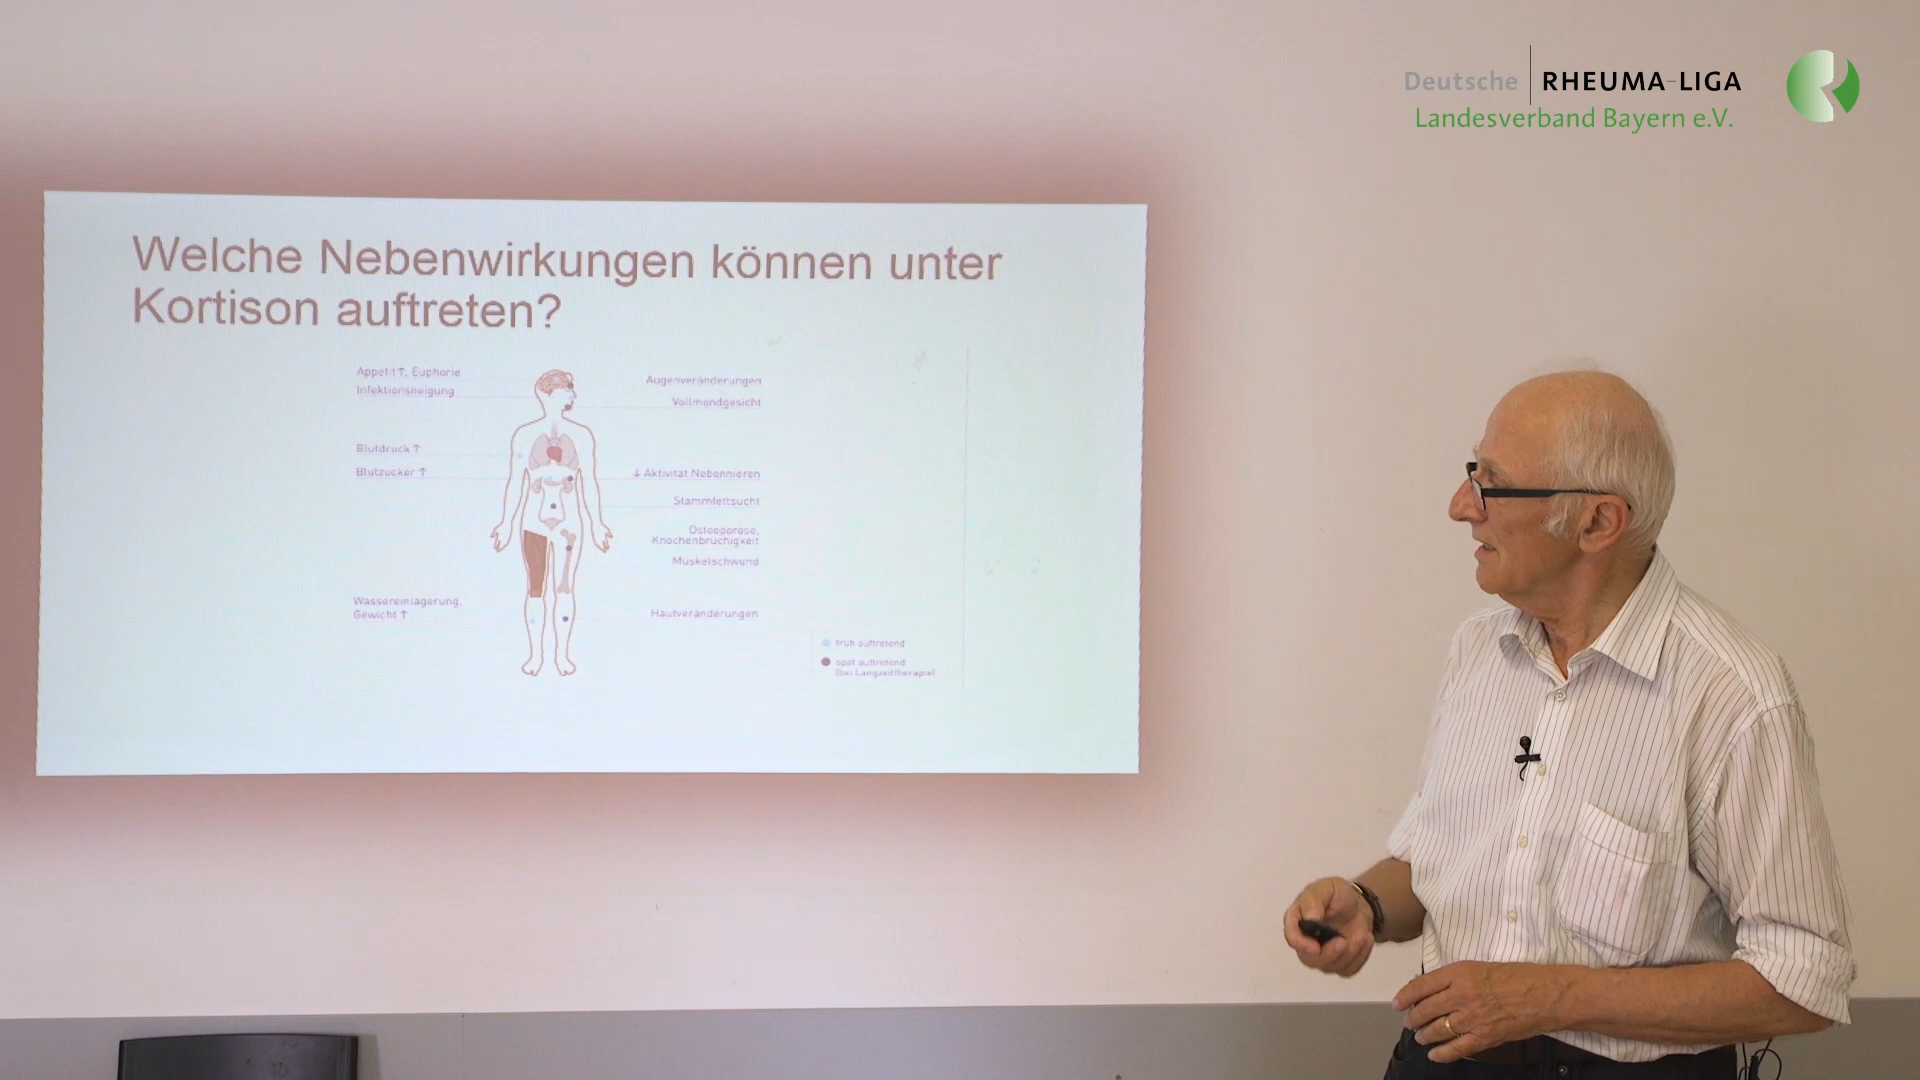 Deutsche RHEUMA-LIGA
Landesverband Bayern e.V.
Welche Nebenwirkungen können unter
Kortison auftreten?
Appetit ↑, Euphorie
Infektionsneigung
Augenveränderungen
Vollmondgesicht
Blutdruck ↑
Blutzucker ↑
↓ Aktivität Nebennieren
Stammfettsucht
Osteoporose,
Knochenbrüchigkeit
Muskelschwund
Wassereinlagerung,
Gewicht ↑
Hautveränderungen
früh auftretend
spät auftretend
(bei Langzeittherapie)